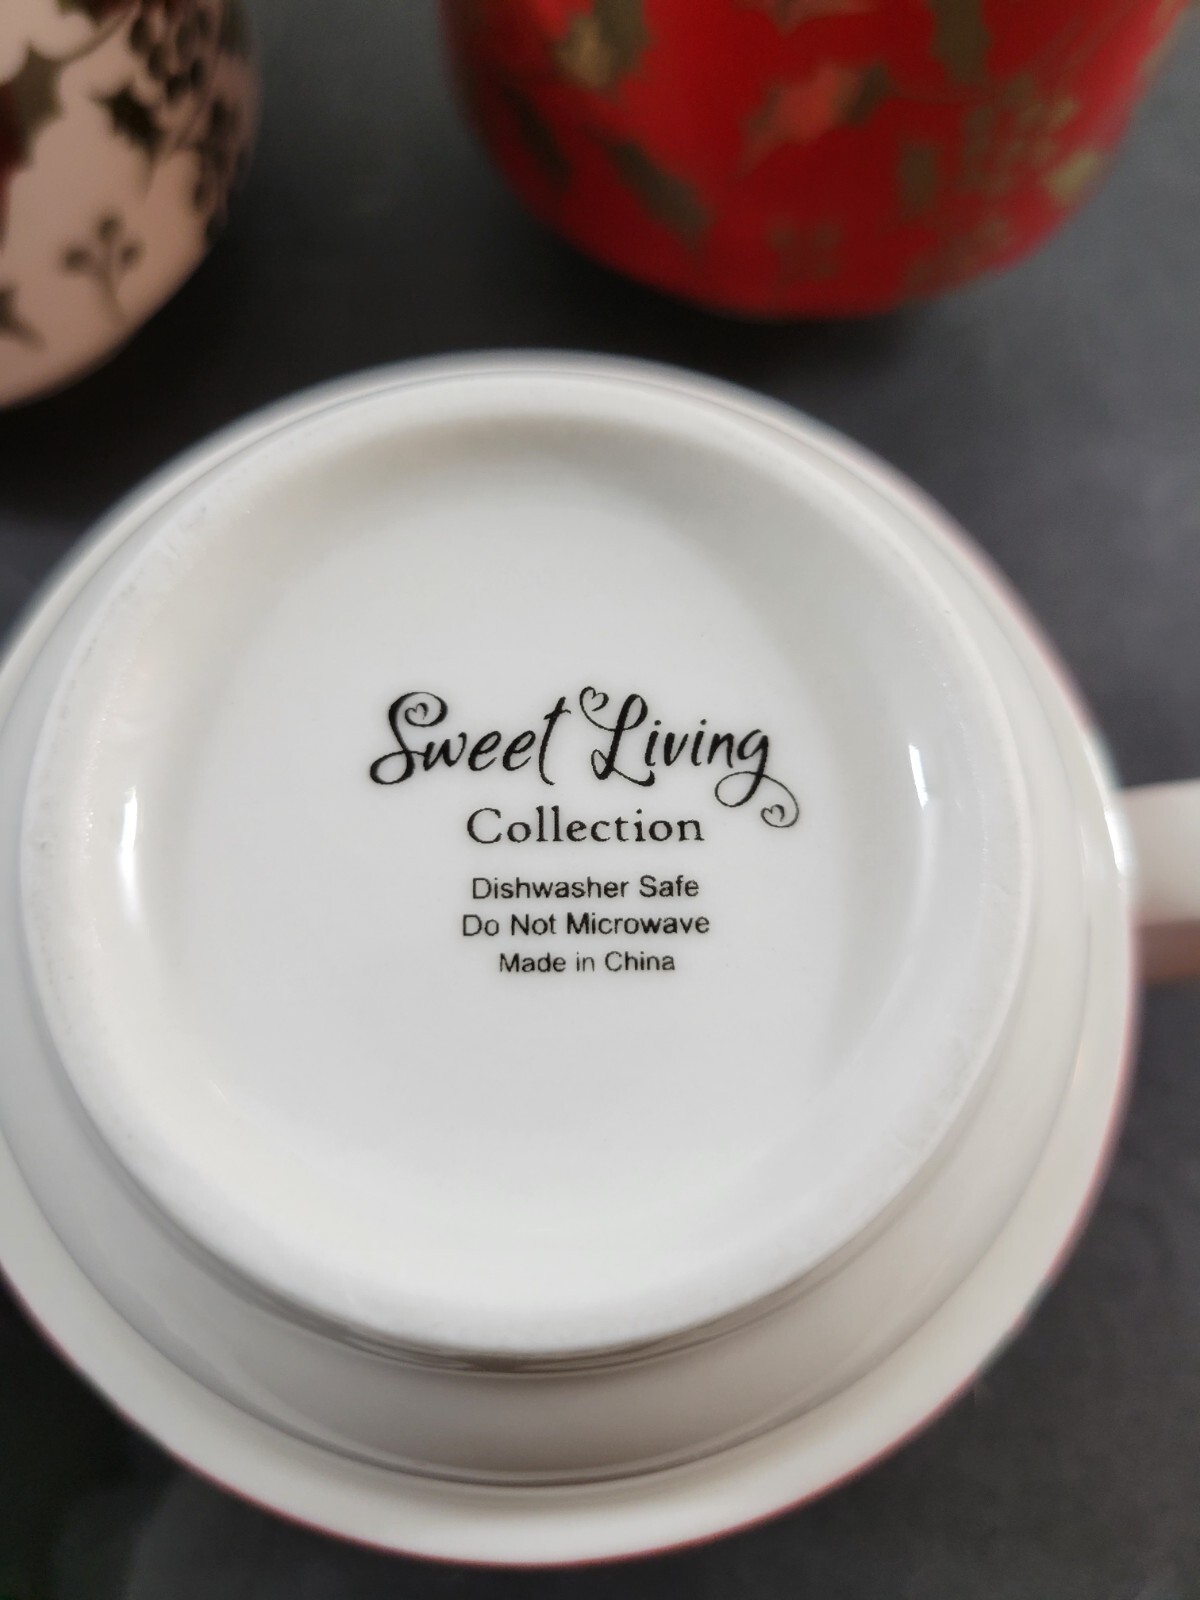 Sweet Living
Collection
Dishwasher Safe
Do Not Microwave
Made in China